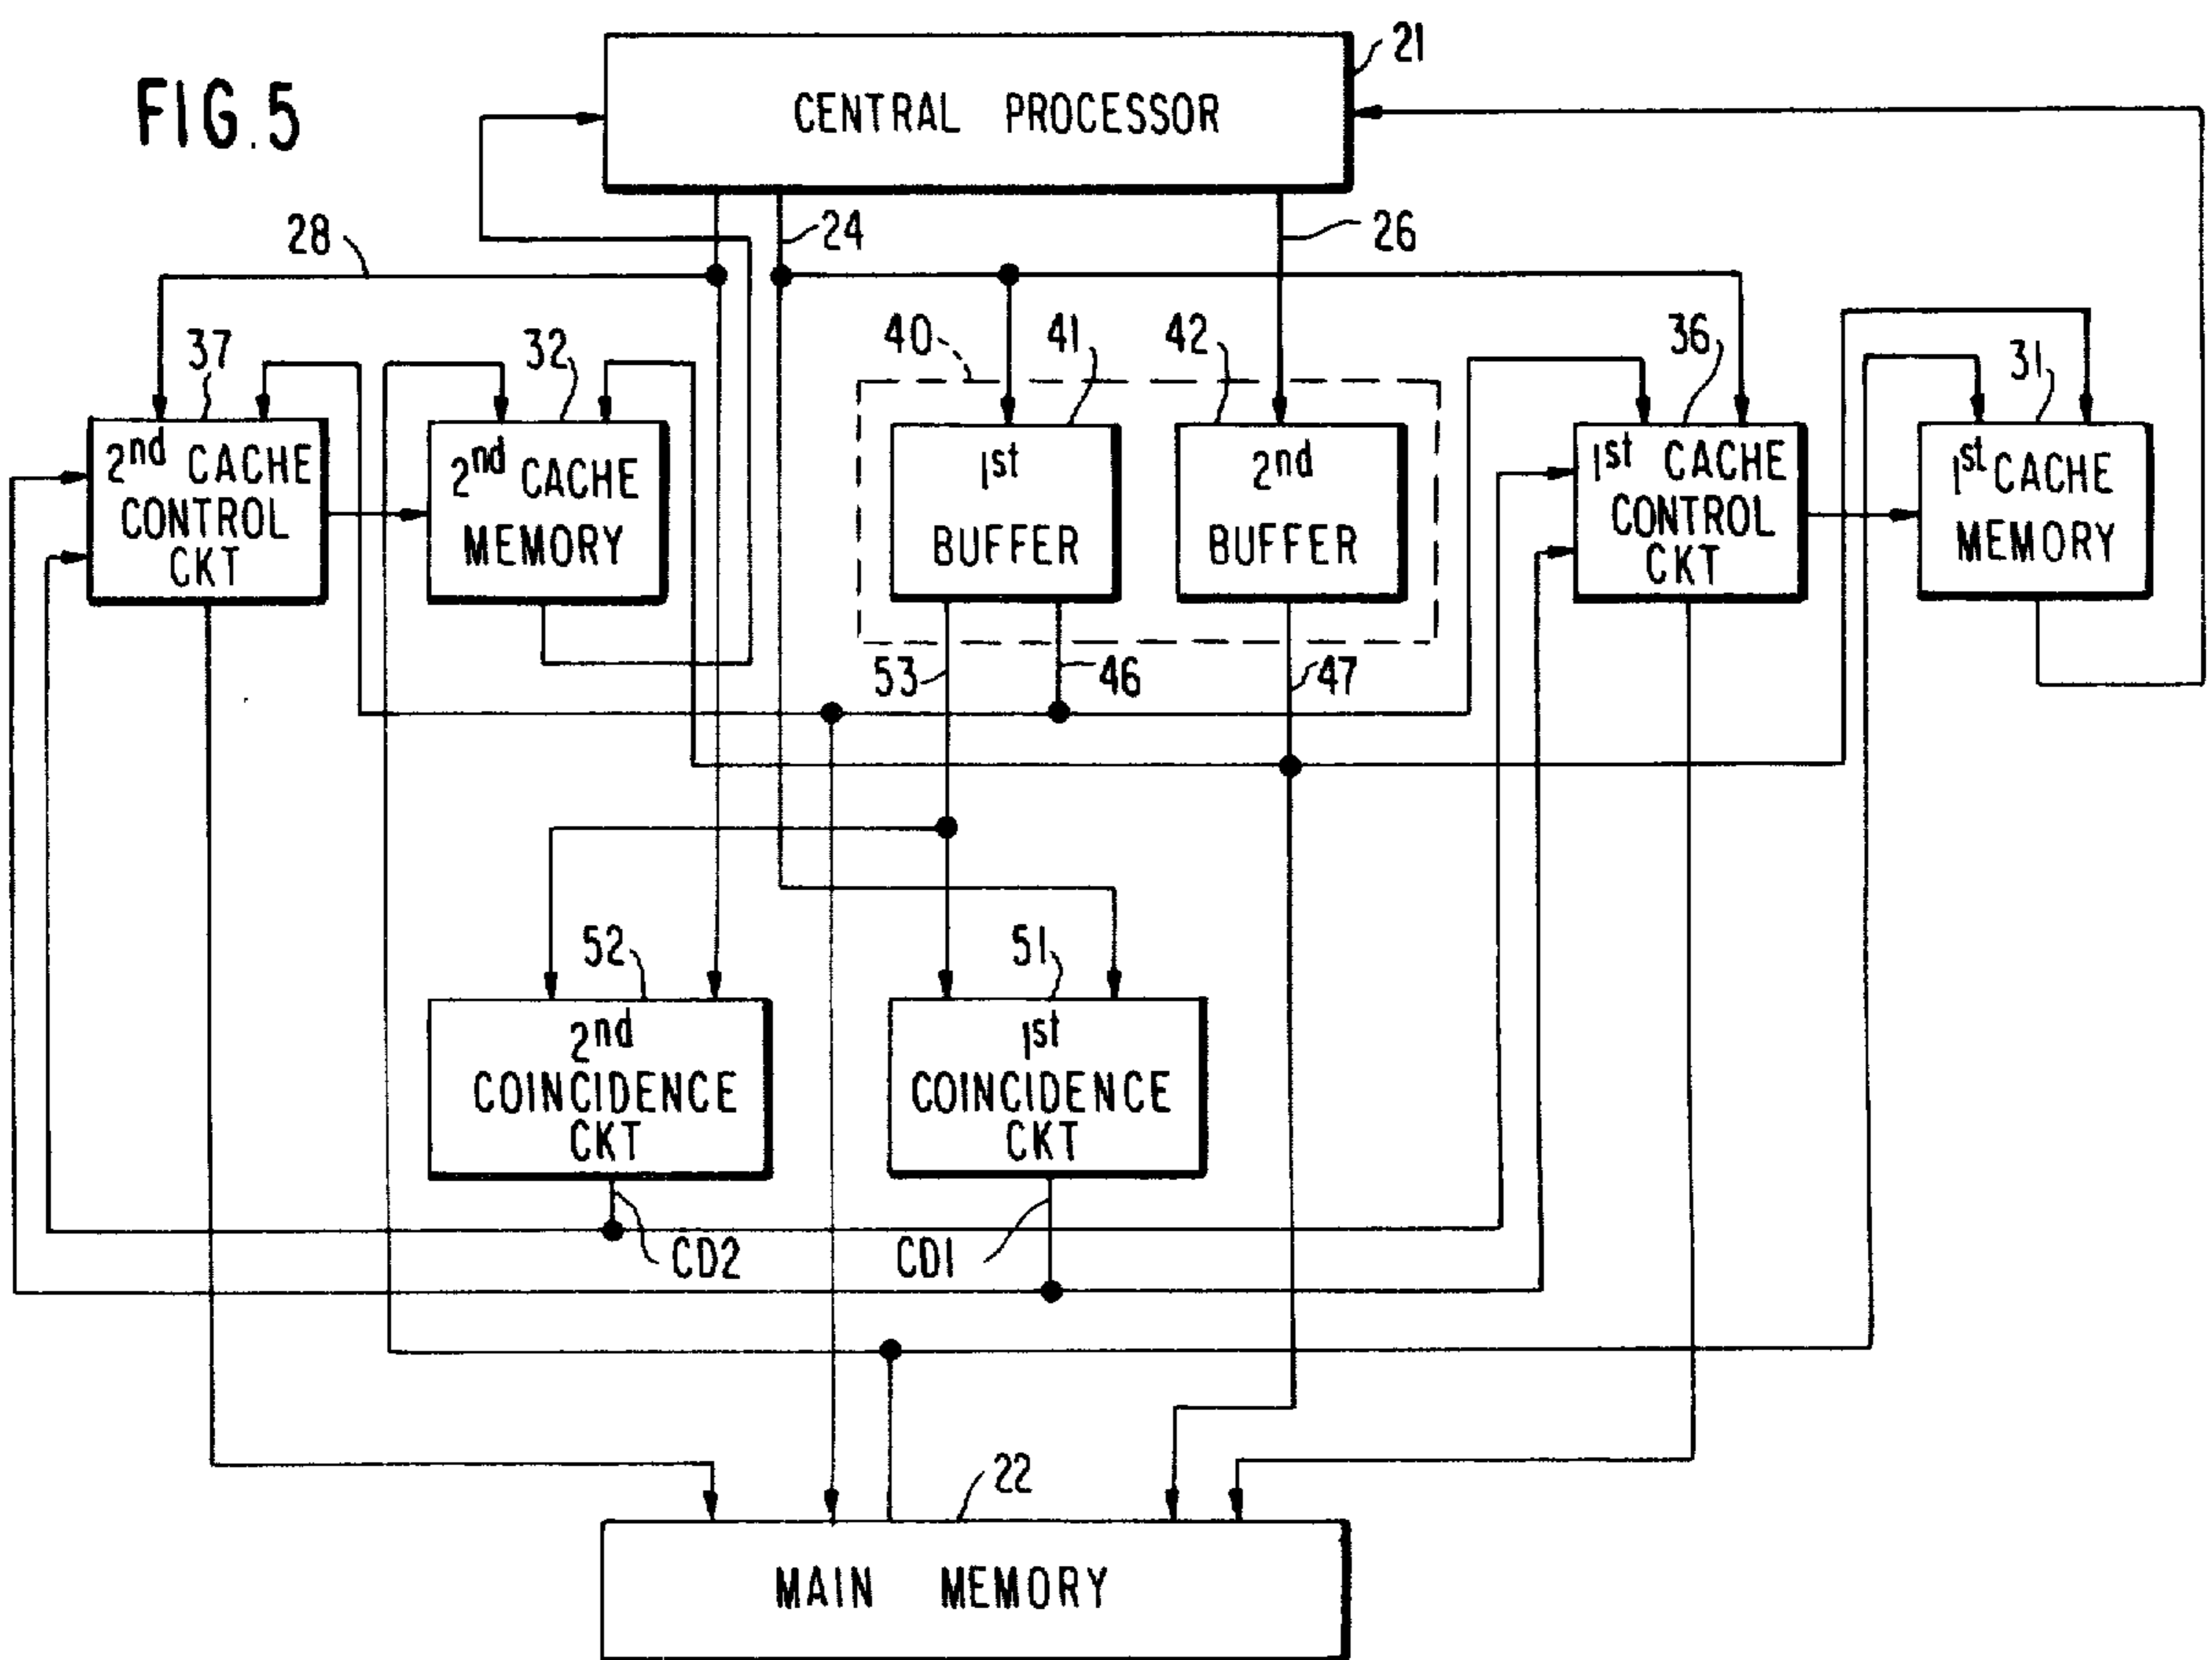 FIG. 5
21
CENTRAL PROCESSOR
28
24
26
37
32
40
41
42
36
31
2nd CACHE
CONTROL
CKT
2nd CACHE
MEMORY
1st
BUFFER
2nd
BUFFER
1st CACHE
CONTROL
CKT
1st CACHE
MEMORY
53
46
47
52
51
2nd
COINCIDENCE
CKT
1st
COINCIDENCE
CKT
CD2
CD1
22
MAIN MEMORY